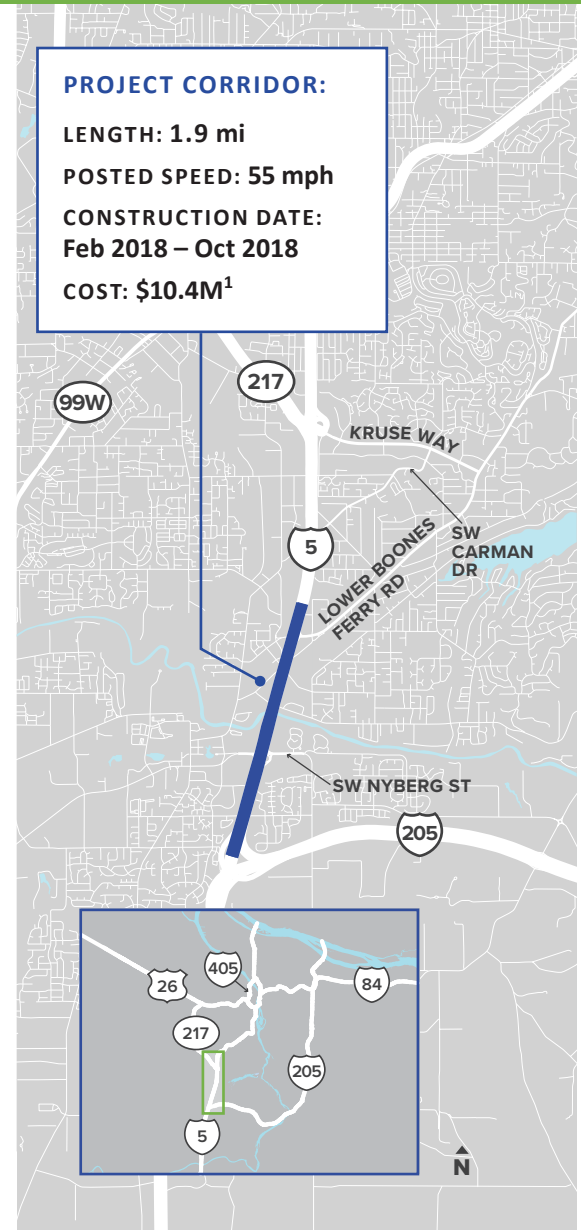 PROJECT CORRIDOR:
LENGTH: 1.9 mi
POSTED SPEED: 55 mph
CONSTRUCTION DATE:
Feb 2018 – Oct 2018
COST: $10.4M¹
217
99W
KRUSE WAY
5
SW
CARMAN
DR
LOWER BOONES
FERRY RD
SW NYBERG ST
205
405
26
84
217
205
5
N